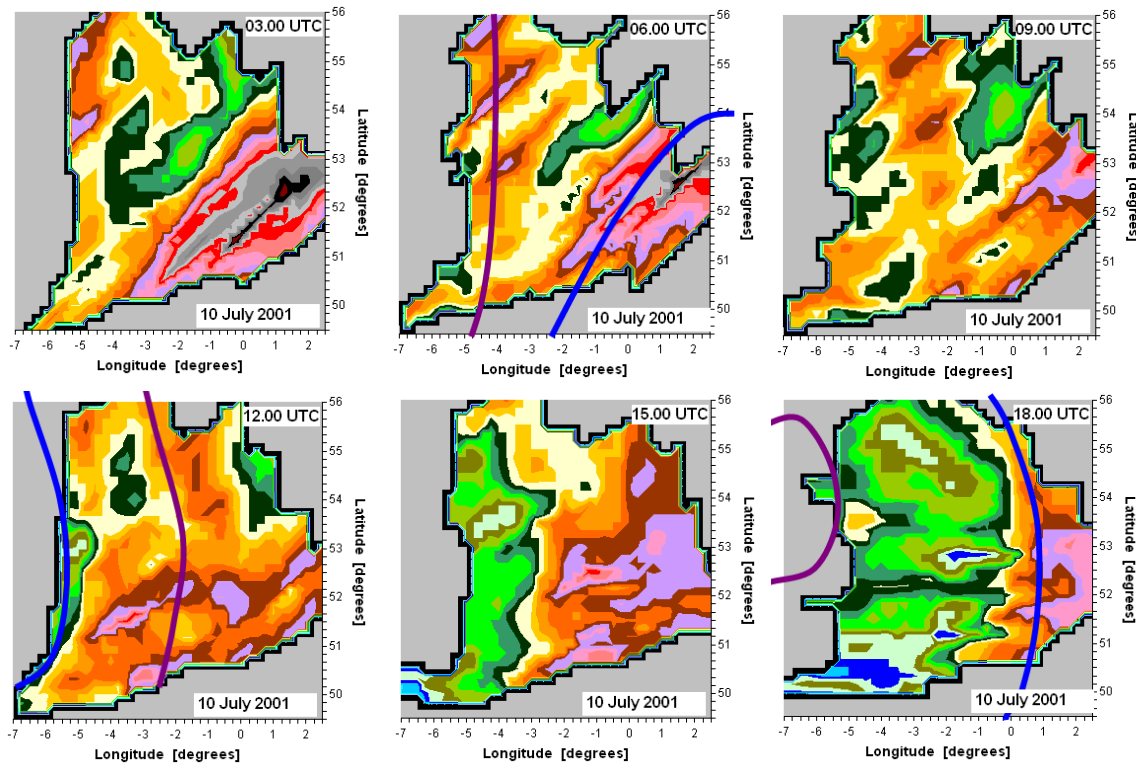 03.00 UTC
56
55
54
53
52
51
50
Latitude [degrees]
10 July 2001
-7 -6 -5 -4 -3 -2 -1 0 1 2
Longitude [degrees]
06.00 UTC
56
55
54
53
52
51
50
Latitude [degrees]
10 July 2001
-7 -6 -5 -4 -3 -2 -1 0 1 2
Longitude [degrees]
09.00 UTC
56
55
54
53
52
51
50
Latitude [degrees]
10 July 2001
-7 -6 -5 -4 -3 -2 -1 0 1 2
Longitude [degrees]
12.00 UTC
56
55
54
53
52
51
50
Latitude [degrees]
10 July 2001
-7 -6 -5 -4 -3 -2 -1 0 1 2
Longitude [degrees]
15.00 UTC
56
55
54
53
52
51
50
Latitude [degrees]
10 July 2001
-7 -6 -5 -4 -3 -2 -1 0 1 2
Longitude [degrees]
18.00 UTC
56
55
54
53
52
51
50
Latitude [degrees]
10 July 2001
-7 -6 -5 -4 -3 -2 -1 0 1 2
Longitude [degrees]